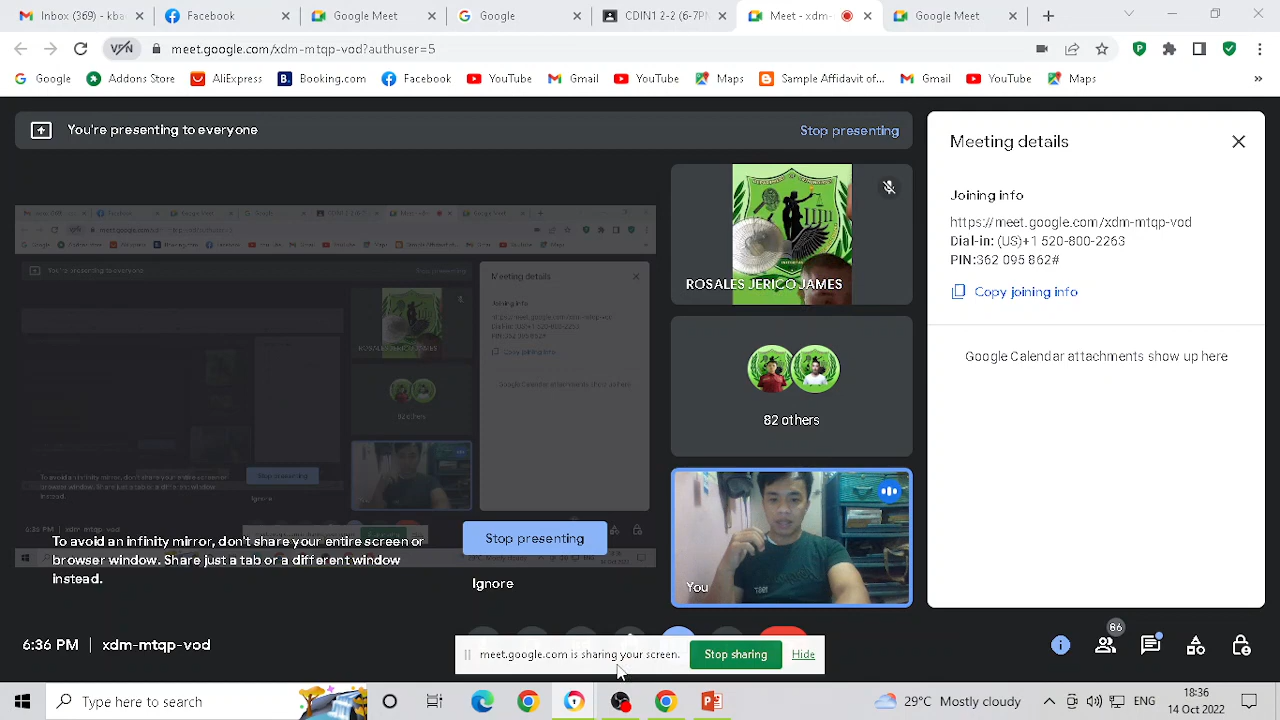 Inbox (369) - kba
Facebook
Google Meet
Google
CDN1 2-2 (6-7PM
Meet - xdm-
Google Meet
meet.google.com/xdm-mtqp-vod?authuser=5
Google
Addons Store
AliExpress
Booking.com
Facebook
YouTube
Gmail
YouTube
Maps
Sample Affidavit of...
Gmail
YouTube
Maps
You're presenting to everyone
Stop presenting
ROSALES JERICO JAMES
82 others
You
Meeting details
Joining info
https://meet.google.com/xdm-mtqp-vod
Dial-in: (US)+1 520-800-2263
PIN:362 095 862#
Copy joining info
Google Calendar attachments show up here
To avoid an infinity mirror, don't share your entire screen or
browser window. Share just a tab or a different window
instead.
Stop presenting
Ignore
6:36 PM | xdm-mtqp-vod
86
meet.google.com is sharing your screen.
Stop sharing
Hide
Type here to search
29°C Mostly cloudy
ENG
18:36
14 Oct 2022